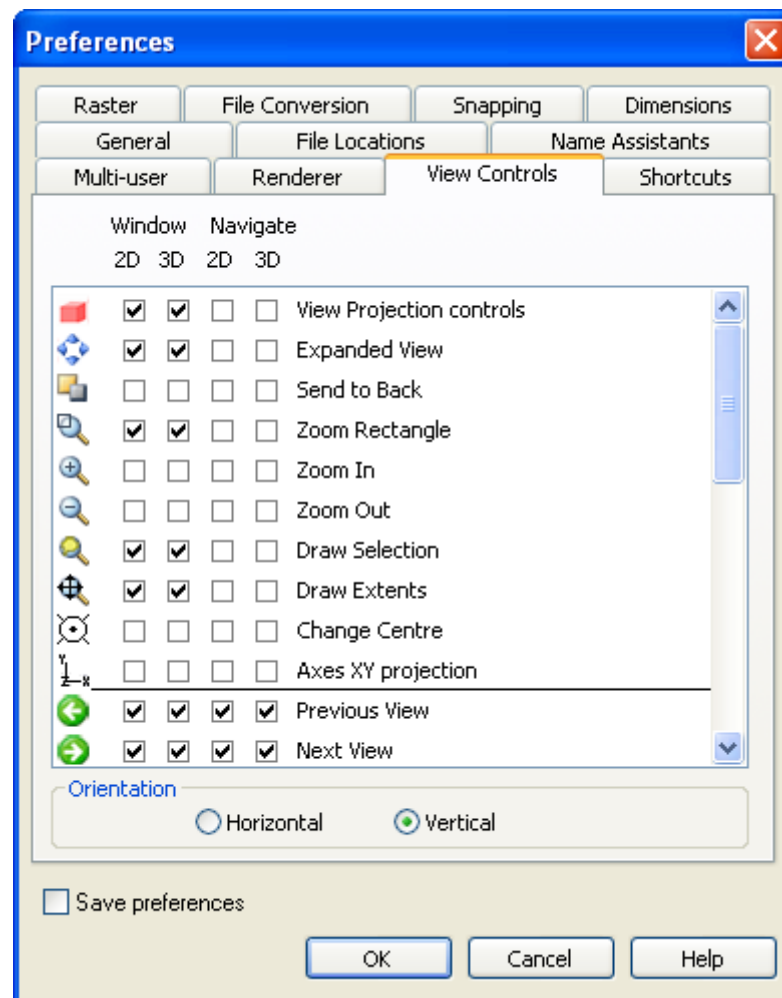 Preferences
Raster File Conversion Snapping Dimensions
General File Locations Name Assistants
Multi-user Renderer View Controls Shortcuts
Window Navigate
2D 3D 2D 3D
View Projection controls
Expanded View
Send to Back
Zoom Rectangle
Zoom In
Zoom Out
Draw Selection
Draw Extents
Change Centre
Y Z X Axes XY projection
Previous View
Next View
Orientation
Horizontal Vertical
Save preferences
OK Cancel Help